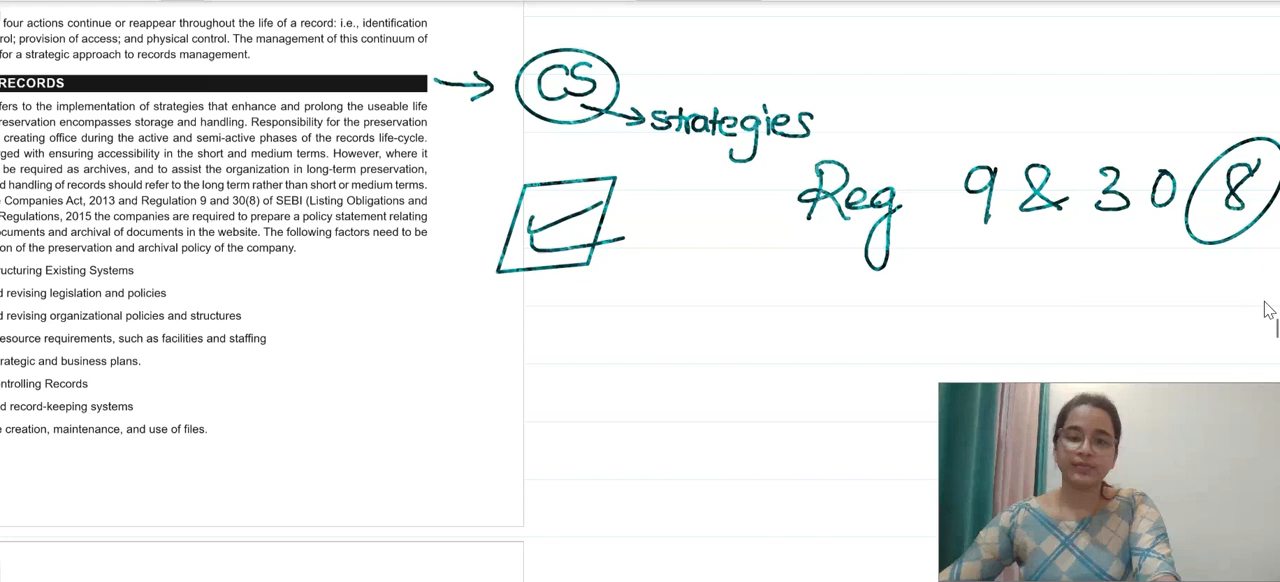 four actions continue or reappear throughout the life of a record: i.e., identification
rol; provision of access; and physical control. The management of this continuum of
for a strategic approach to records management.
RECORDS
fers to the implementation of strategies that enhance and prolong the useable life
reservation encompasses storage and handling. Responsibility for the preservation
creating office during the active and semi-active phases of the records life-cycle.
ged with ensuring accessibility in the short and medium terms. However, where it
be required as archives, and to assist the organization in long-term preservation,
d handling of records should refer to the long term rather than short or medium terms.
Companies Act, 2013 and Regulation 9 and 30(8) of SEBI (Listing Obligations and
Regulations, 2015 the companies are required to prepare a policy statement relating
cuments and archival of documents in the website. The following factors need to be
on of the preservation and archival policy of the company.
ucturing Existing Systems
d revising legislation and policies
d revising organizational policies and structures
esource requirements, such as facilities and staffing
rategic and business plans.
ntrolling Records
d record-keeping systems
e creation, maintenance, and use of files.
CS
strategies
Reg 9 & 30 8